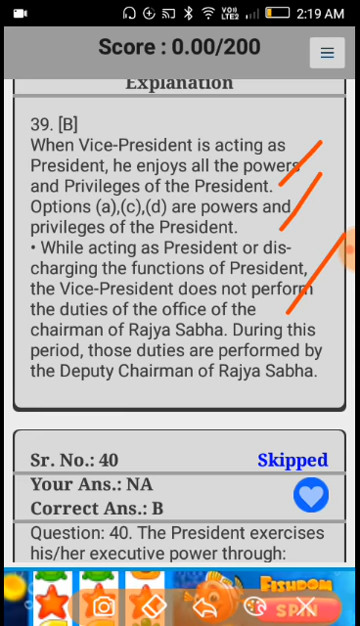 VoB
LTE2
2:19 AM
Score : 0.00/200
Explanation
39. [B]
When Vice-President is acting as
President, he enjoys all the powers
and Privileges of the President.
Options (a),(c),(d) are powers and
privileges of the President.
• While acting as President or dis-
charging the functions of President,
the Vice-President does not perform
the duties of the office of the
chairman of Rajya Sabha. During this
period, those duties are performed by
the Deputy Chairman of Rajya Sabha.
Sr. No.: 40
Skipped
Your Ans.: NA
Correct Ans.: B
Question: 40. The President exercises
his/her executive power through:
FISHDOM
SPIN